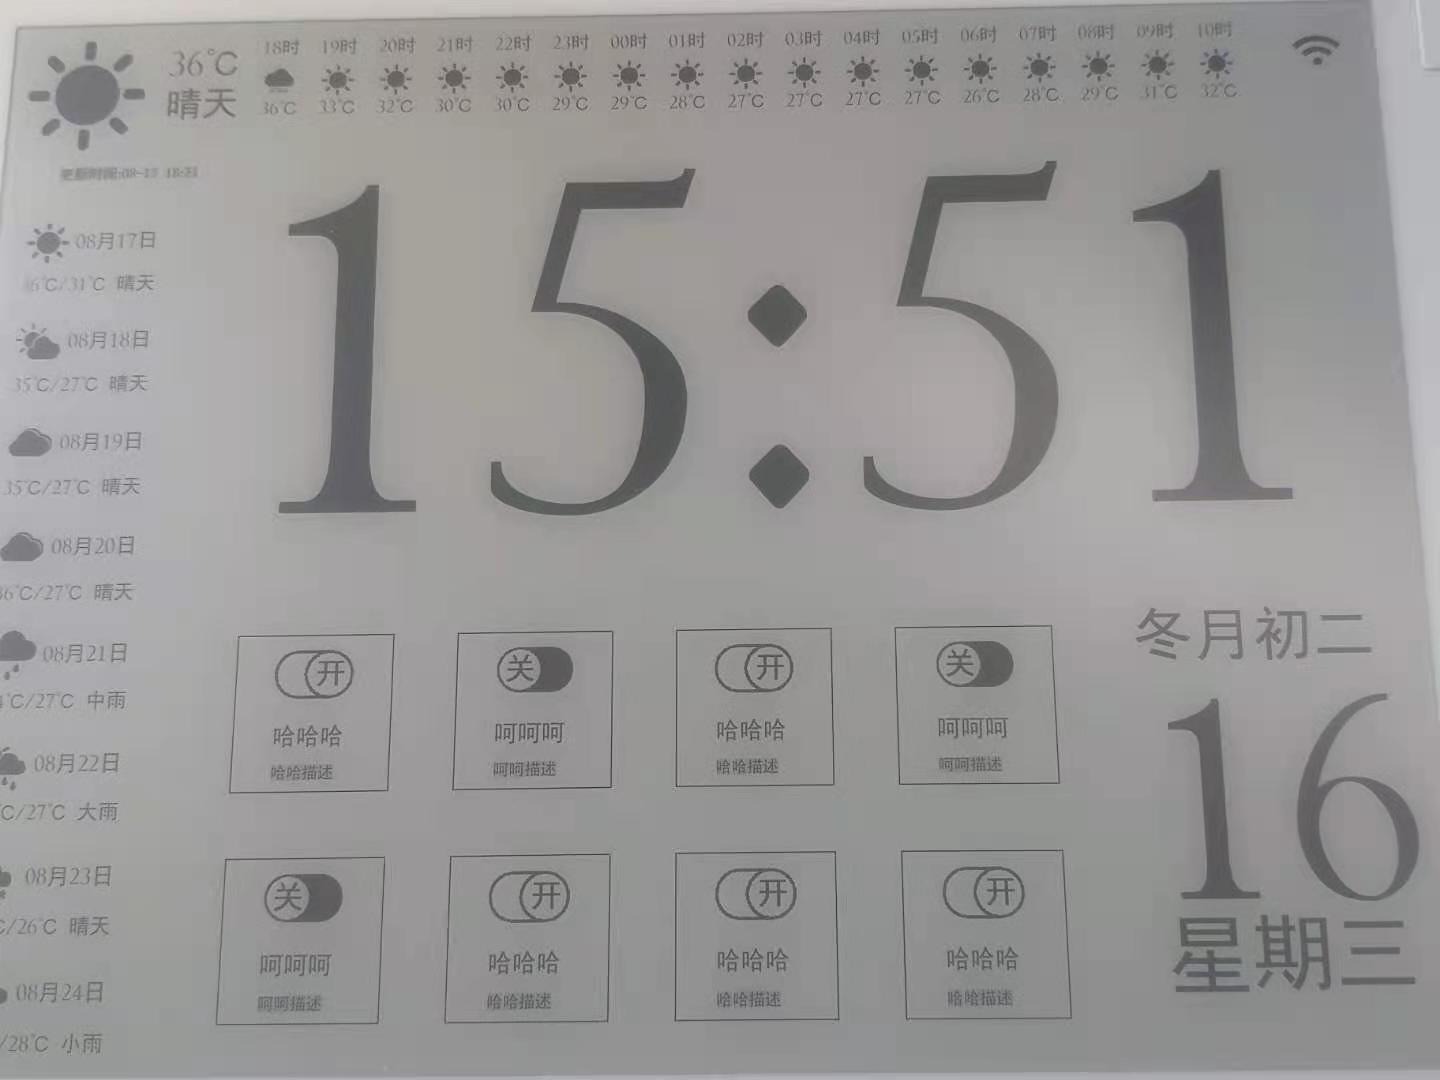 36℃
晴天
18时 19时 20时 21时 22时 23时 00时 01时 02时 03时 04时 05时 06时 07时 08时 09时 10时
36℃ 33℃ 32℃ 30℃ 30℃ 29℃ 29℃ 28℃ 27℃ 27℃ 27℃ 27℃ 26℃ 28℃ 29℃ 31℃ 32℃
更新时间:08-15 18:21
15:51
08月17日
36℃/31℃ 晴天
08月18日
35℃/27℃ 晴天
08月19日
35℃/27℃ 晴天
08月20日
36℃/27℃ 晴天
08月21日
℃/27℃ 中雨
08月22日
℃/27℃ 大雨
08月23日
/26℃ 晴天
08月24日
/28℃ 小雨
开 关 开 关
哈哈哈 呵呵呵 哈哈哈 呵呵呵
哈哈描述 呵呵描述 哈哈描述 呵呵描述
关 开 开 开
呵呵呵 哈哈哈 哈哈哈 哈哈哈
呵呵描述 哈哈描述 哈哈描述 哈哈描述
冬月初二
16
星期三